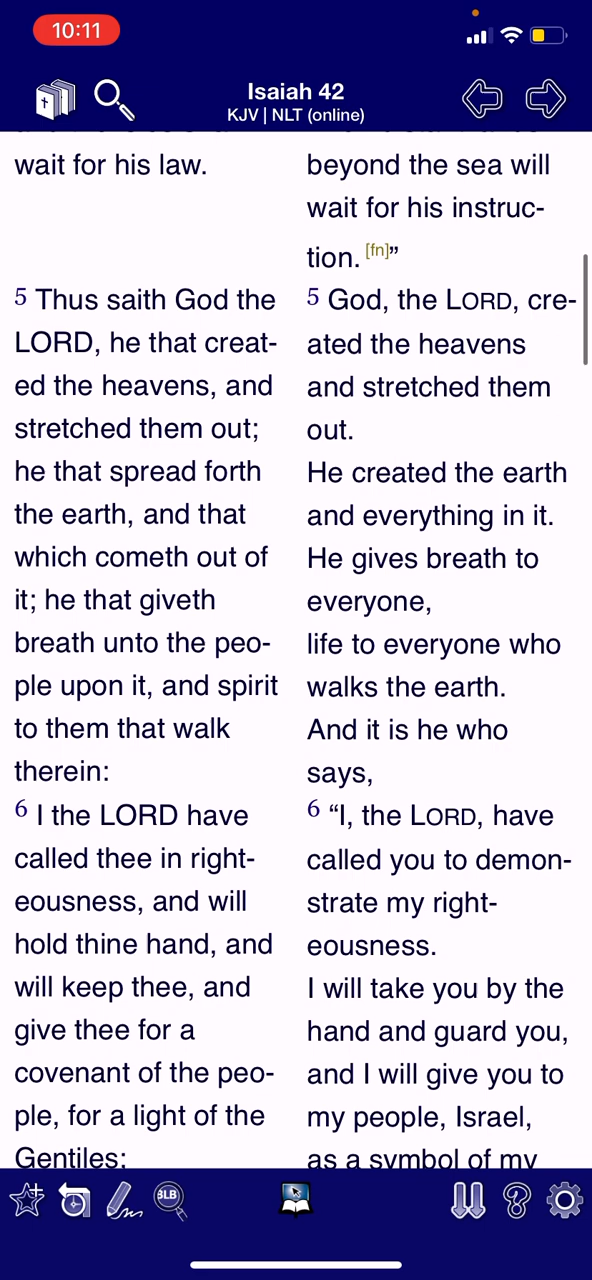 10:11
Isaiah 42
KJV | NLT (online)
wait for his law.
5 Thus saith God the
LORD, he that creat-
ed the heavens, and
stretched them out;
he that spread forth
the earth, and that
which cometh out of
it; he that giveth
breath unto the peo-
ple upon it, and spirit
to them that walk
therein:
6 I the LORD have
called thee in right-
eousness, and will
hold thine hand, and
will keep thee, and
give thee for a
covenant of the peo-
ple, for a light of the
Gentiles;
beyond the sea will
wait for his instruc-
tion. [fn]”
5 God, the LORD, cre-
ated the heavens
and stretched them
out.
He created the earth
and everything in it.
He gives breath to
everyone,
life to everyone who
walks the earth.
And it is he who
says,
6 “I, the LORD, have
called you to demon-
strate my right-
eousness.
I will take you by the
hand and guard you,
and I will give you to
my people, Israel,
as a symbol of my
BLB